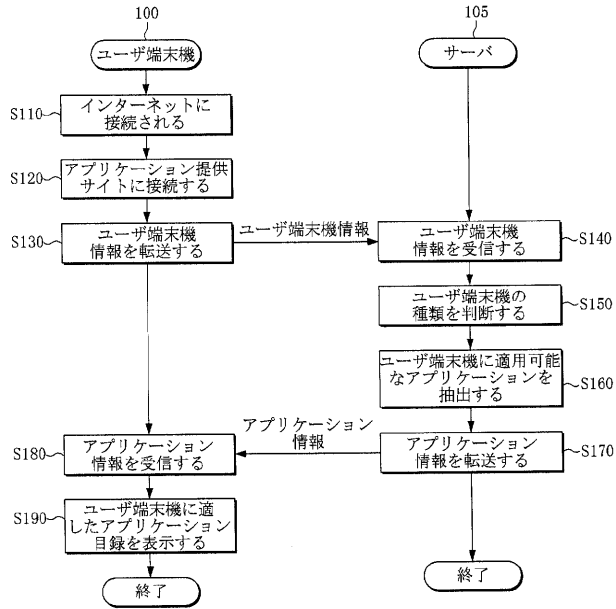 100
105
ユーザ端末機
サーバ
S110
インターネットに
接続される
S120
アプリケーション提供
サイトに接続する
S130
ユーザ端末機
情報を転送する
ユーザ端末機情報
ユーザ端末機
情報を受信する
S140
ユーザ端末機の
種類を判断する
S150
ユーザ端末機に適用可能
なアプリケーションを
抽出する
S160
アプリケーション
情報
S180
アプリケーション
情報を受信する
アプリケーション
情報を転送する
S170
S190
ユーザ端末機に適
したアプリケーション
目録を表示する
終了
終了